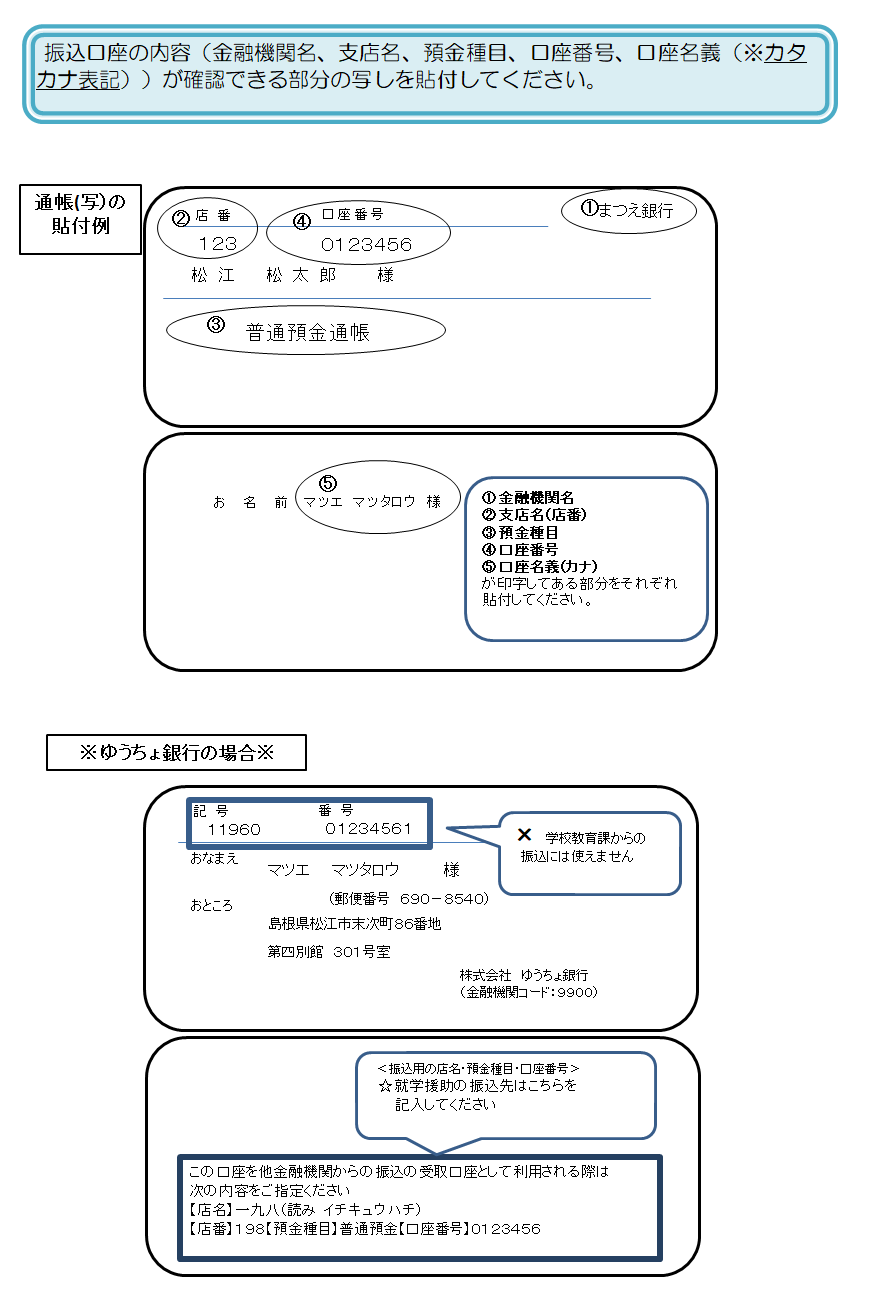 振込口座の内容（金融機関名、支店名、預金種目、口座番号、口座名義（※カタ
カナ表記））が確認できる部分の写しを貼付してください。
通帳(写)の
貼付例
②店 番
④口座番号
①まつえ銀行
123
0123456
松 江　松 太 郎　様
③ 普通預金通帳
⑤
お 名 前 マツエ マツタロウ 様
①金融機関名
②支店名(店番)
③預金種目
④口座番号
⑤口座名義(カナ)
が印字してある部分をそれぞれ
貼付してください。
※ゆうちょ銀行の場合※
記 号　番 号
11960　01234561
× 学校教育課からの
振込には使えません
おなまえ
マツエ　マツタロウ　様
（郵便番号 690－8540）
おところ
島根県松江市末次町86番地
第四別館 301号室
株式会社 ゆうちょ銀行
（金融機関コード：9900）
＜振込用の店名・預金種目・口座番号＞
☆就学援助の振込先はこちらを
記入してください
この口座を他金融機関からの振込の受取口座として利用される際は
次の内容をご指定ください
【店名】一九八（読み イチキュウハチ）
【店番】198【預金種目】普通預金【口座番号】0123456